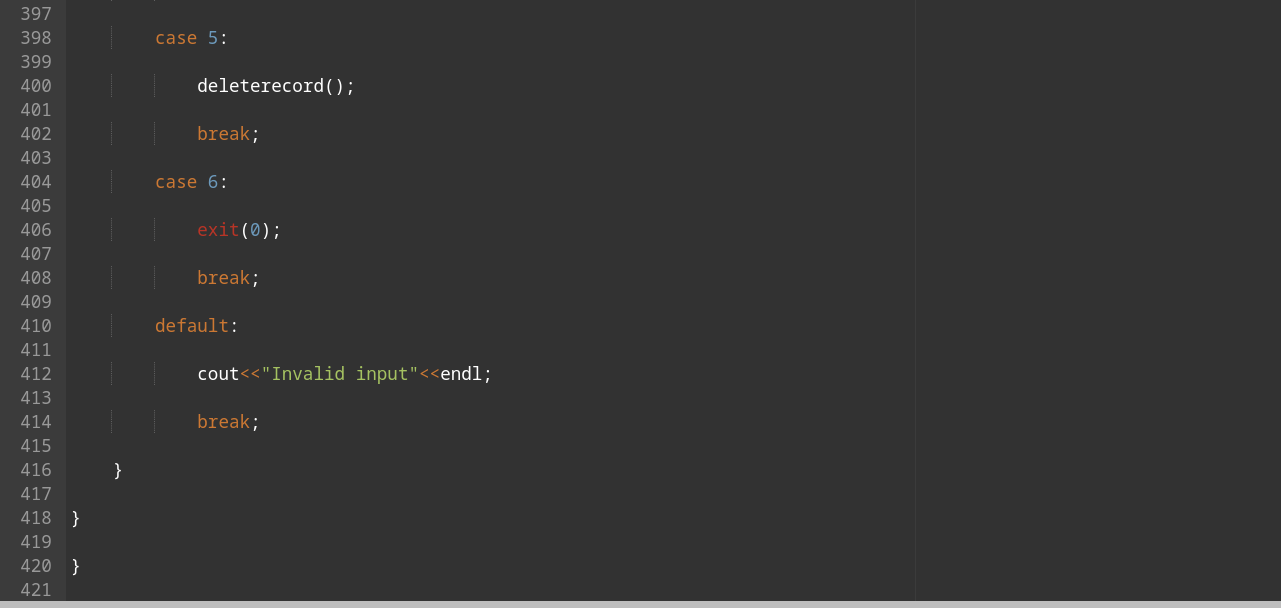 397
398 case 5:
399
400 deleterecord();
401
402 break;
403
404 case 6:
405
406 exit(0);
407
408 break;
409
410 default:
411
412 cout<<"Invalid input"<<endl;
413
414 break;
415
416 }
417
418 }
419
420 }
421